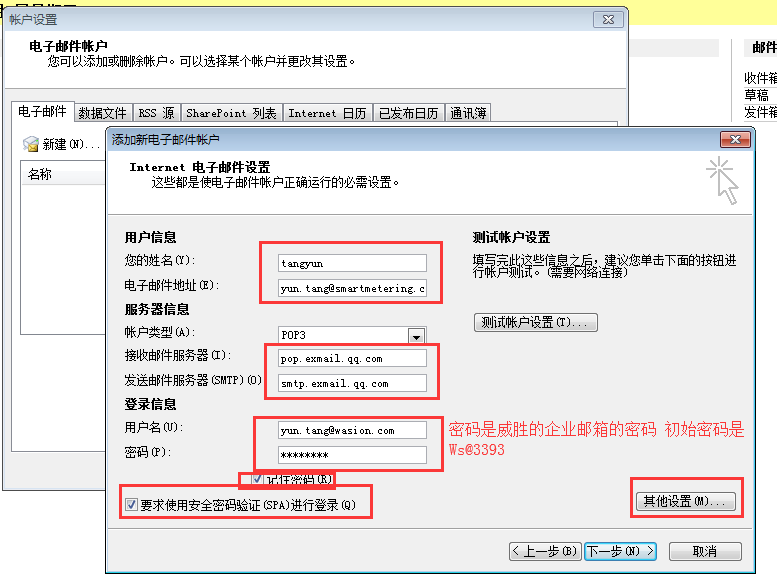 帐户设置
电子邮件帐户
您可以添加或删除帐户。可以选择某个帐户并更改其设置。
电子邮件
数据文件
RSS 源
SharePoint 列表
Internet 日历
已发布日历
通讯簿
新建(N)...
名称
邮件
收件箱
草稿
发件箱
添加新电子邮件帐户
Internet 电子邮件设置
这些都是使电子邮件帐户正确运行的必需设置。
用户信息
您的姓名(Y):
tangyun
电子邮件地址(E):
yun.tang@smartmetering.c
服务器信息
帐户类型(A):
POP3
接收邮件服务器(I):
pop.exmail.qq.com
发送邮件服务器(SMTP)(O)
smtp.exmail.qq.com
登录信息
用户名(U):
yun.tang@wasion.com
密码(P):
********
记住密码(R)
要求使用安全密码验证(SPA)进行登录(Q)
测试帐户设置
填写完此这些信息之后，建议您单击下面的按钮进
行帐户测试。(需要网络连接)
测试帐户设置(T)...
密码是威胜的企业邮箱的密码 初始密码是
Ws@3393
其他设置(M)...
< 上一步(B)
下一步(N) >
取消